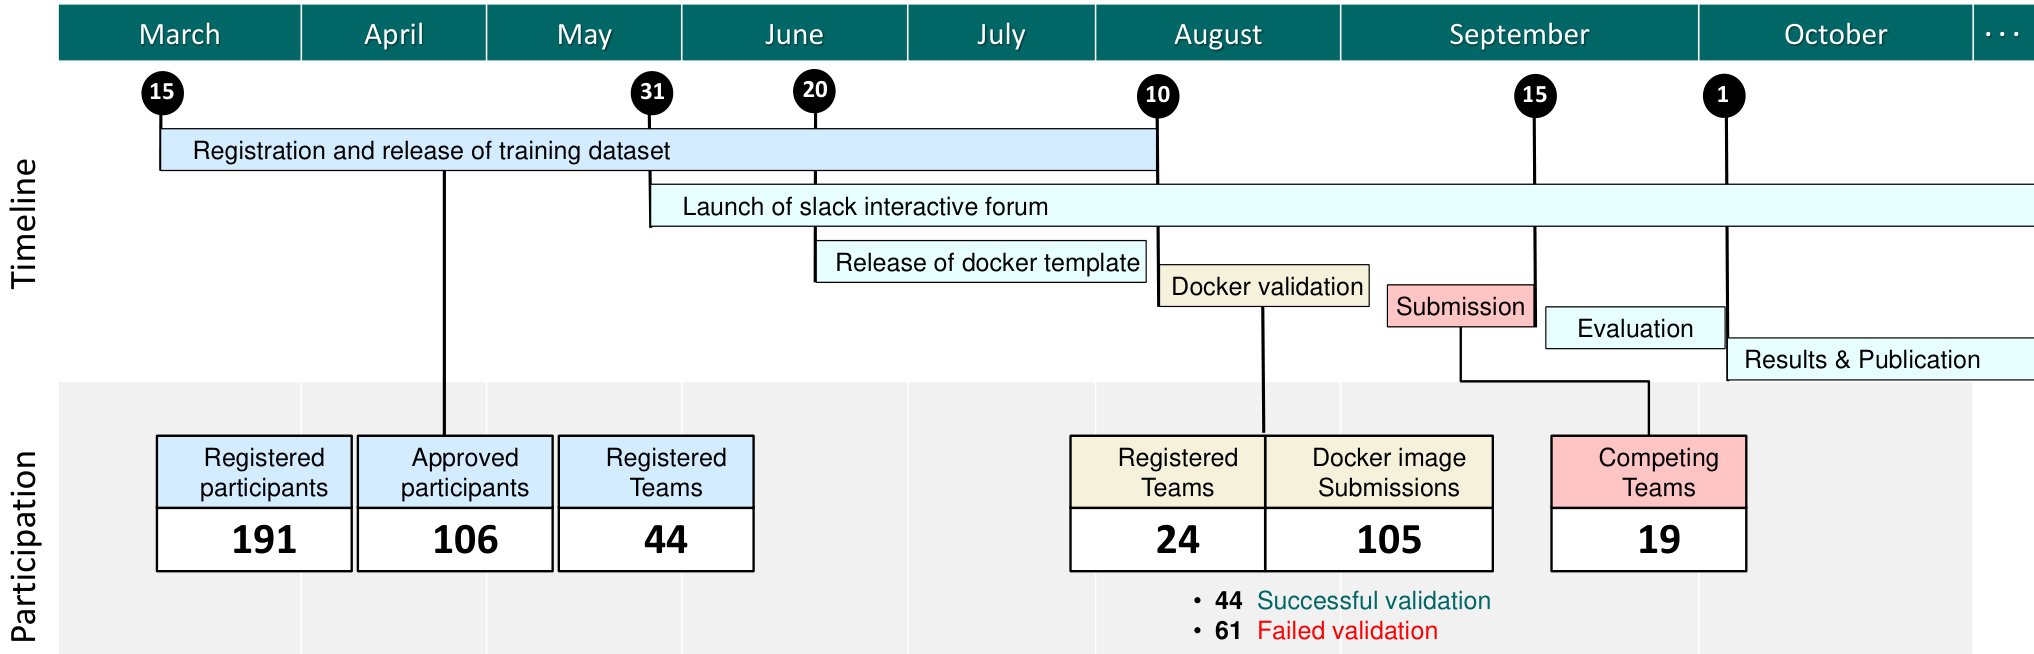 March April May June July August September October ...
15 31 20 10 15 1
Timeline
Registration and release of training dataset
Launch of slack interactive forum
Release of docker template
Docker validation
Submission
Evaluation
Results & Publication
Participation
Registered participants
191
Approved participants
106
Registered Teams
44
Registered Teams
24
Docker image Submissions
105
Competing Teams
19
• 44 Successful validation
• 61 Failed validation